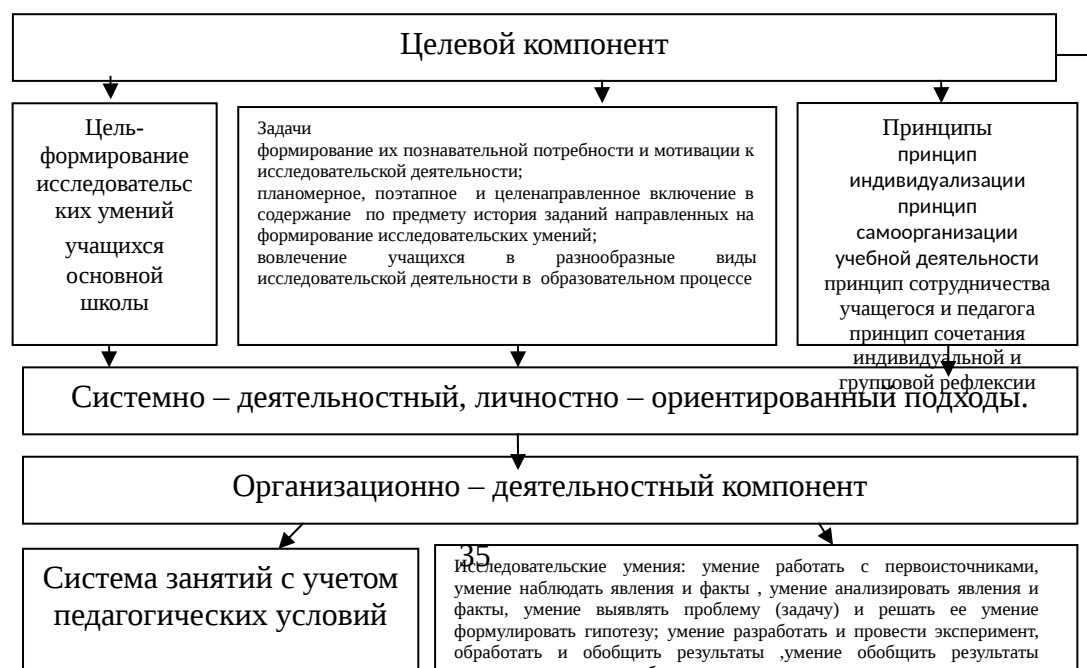 Целевой компонент
Цель-
формирование
исследовательс
ких умений
учащихся
основной
школы
Задачи
формирование их познавательной потребности и мотивации к
исследовательской деятельности;
планомерное, поэтапное и целенаправленное включение в
содержание по предмету история заданий направленных на
формирование исследовательских умений;
вовлечение учащихся в разнообразные виды
исследовательской деятельности в образовательном процессе
Принципы
принцип
индивидуализации
принцип
самоорганизации
учебной деятельности
принцип сотрудничества
учащегося и педагога
принцип сочетания
индивидуальной и
групповой рефлексии
Системно – деятельностный, личностно – ориентированный подходы.
Организационно – деятельностный компонент
Система занятий с учетом
педагогических условий
35
Исследовательские умения: умение работать с первоисточниками,
умение наблюдать явления и факты , умение анализировать явления и
факты, умение выявлять проблему (задачу) и решать ее умение
формулировать гипотезу; умение разработать и провести эксперимент,
обработать и обобщить результаты ,умение обобщить результаты